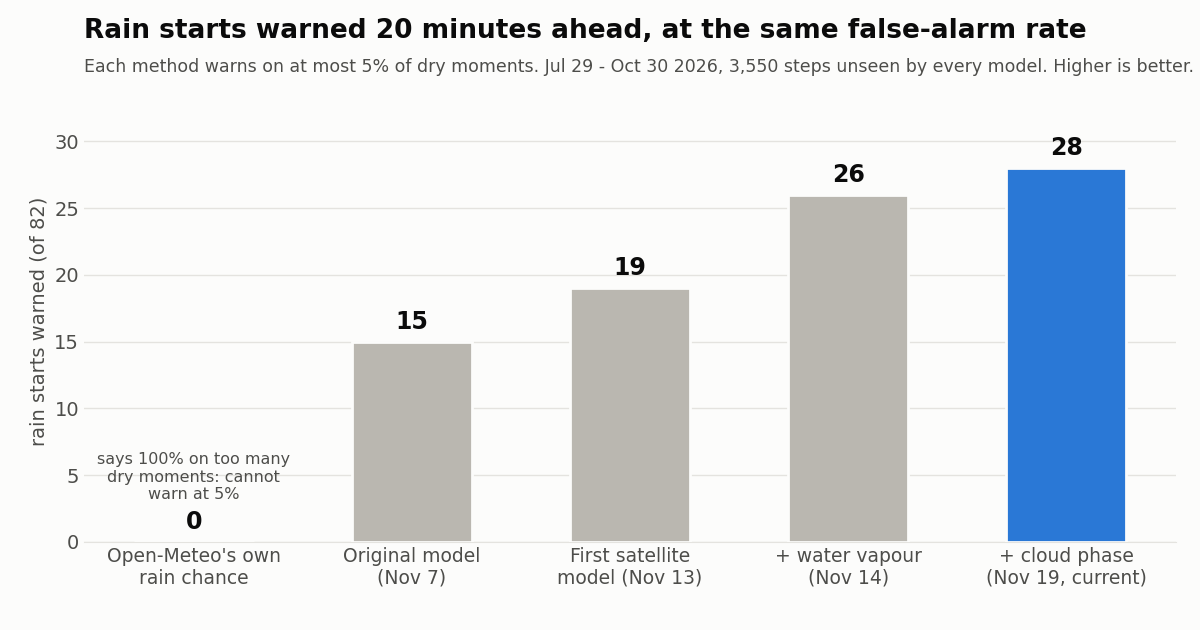 Rain starts warned 20 minutes ahead, at the same false-alarm rate
Each method warns on at most 5% of dry moments. Jul 29 - Oct 30 2026, 3,550 steps unseen by every model. Higher is better.
rain starts warned (of 82)
30
25
20
15
10
5
0
says 100% on too many
dry moments: cannot
warn at 5%
0
15
19
26
28
Open-Meteo's own
rain chance
Original model
(Nov 7)
First satellite
model (Nov 13)
+ water vapour
(Nov 14)
+ cloud phase
(Nov 19, current)